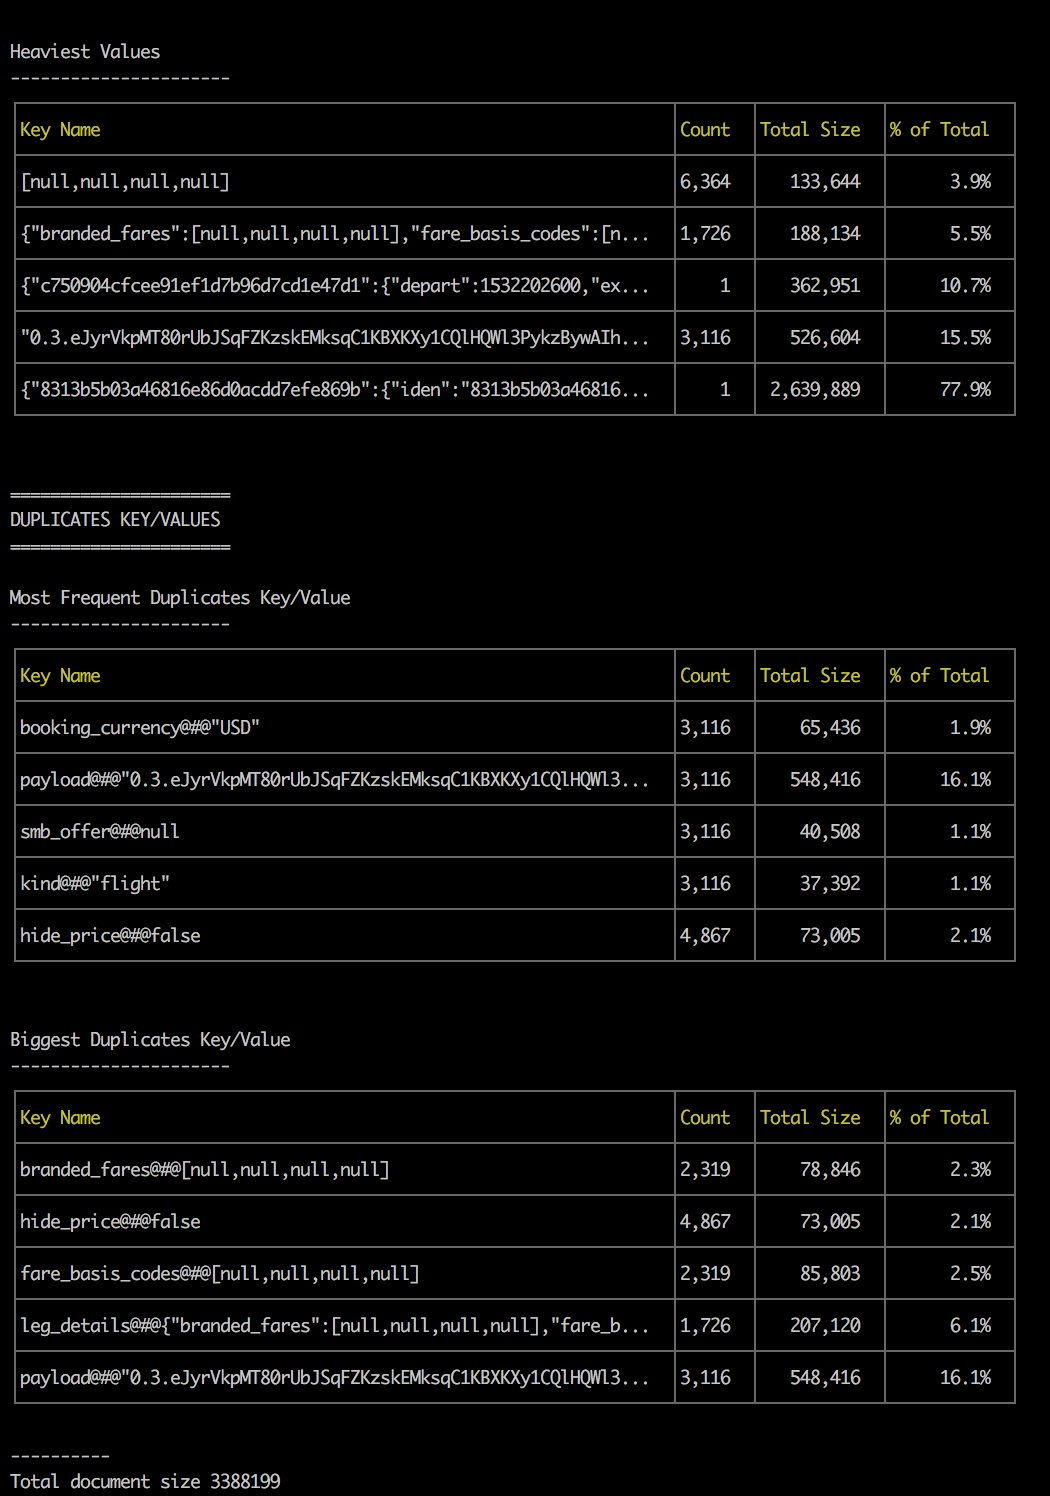 Heaviest Values
----------------------
Key Name Count Total Size % of Total
[null,null,null,null] 6,364 133,644 3.9%
{"branded_fares":[null,null,null,null],"fare_basis_codes":[n... 1,726 188,134 5.5%
{"c750904cfcee91ef1d7b96d7cd1e47d1":{"depart":1532202600,"ex... 1 362,951 10.7%
"0.3.eJyrVkpMT80rUbJSqFZKzskEMksqC1KBXKXy1CQlHQWl3PykzBywAIh... 3,116 526,604 15.5%
{"8313b5b03a46816e86d0acdd7efe869b":{"iden":"8313b5b03a46816... 1 2,639,889 77.9%
======================
DUPLICATES KEY/VALUES
======================
Most Frequent Duplicates Key/Value
----------------------
Key Name Count Total Size % of Total
booking_currency@#@"USD" 3,116 65,436 1.9%
payload@#@"0.3.eJyrVkpMT80rUbJSqFZKzskEMksqC1KBXKXy1CQlHQWl3... 3,116 548,416 16.1%
smb_offer@#@null 3,116 40,508 1.1%
kind@#@"flight" 3,116 37,392 1.1%
hide_price@#@false 4,867 73,005 2.1%
Biggest Duplicates Key/Value
----------------------
Key Name Count Total Size % of Total
branded_fares@#@[null,null,null,null] 2,319 78,846 2.3%
hide_price@#@false 4,867 73,005 2.1%
fare_basis_codes@#@[null,null,null,null] 2,319 85,803 2.5%
leg_details@#@{"branded_fares":[null,null,null,null],"fare_b... 1,726 207,120 6.1%
payload@#@"0.3.eJyrVkpMT80rUbJSqFZKzskEMksqC1KBXKXy1CQlHQWl3... 3,116 548,416 16.1%
----------
Total document size 3388199